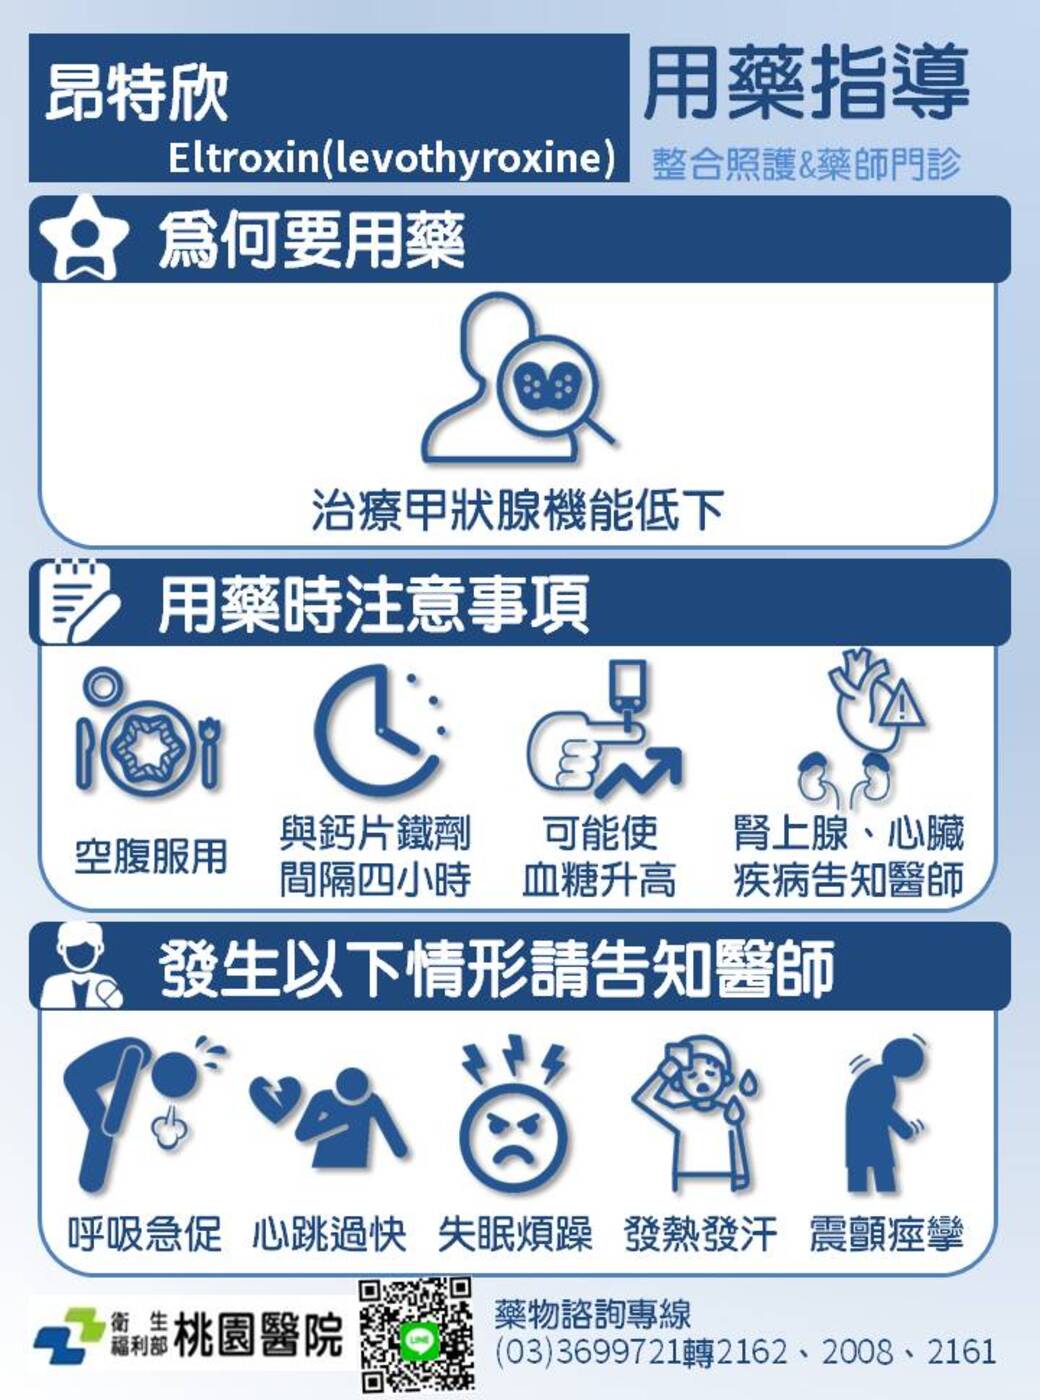 昂特欣
Eltroxin(levothyroxine)
用藥指導
整合照護&藥師門診
為何要用藥
治療甲狀腺機能低下
用藥時注意事項
空腹服用
與鈣片鐵劑
間隔四小時
可能使
血糖升高
腎上腺、心臟
疾病告知醫師
發生以下情形請告知醫師
呼吸急促
心跳過快
失眠煩躁
發熱發汗
震顫痙攣
衛生
福利部
桃園醫院
LINE
藥物諮詢專線
(03)3699721轉2162、2008、2161